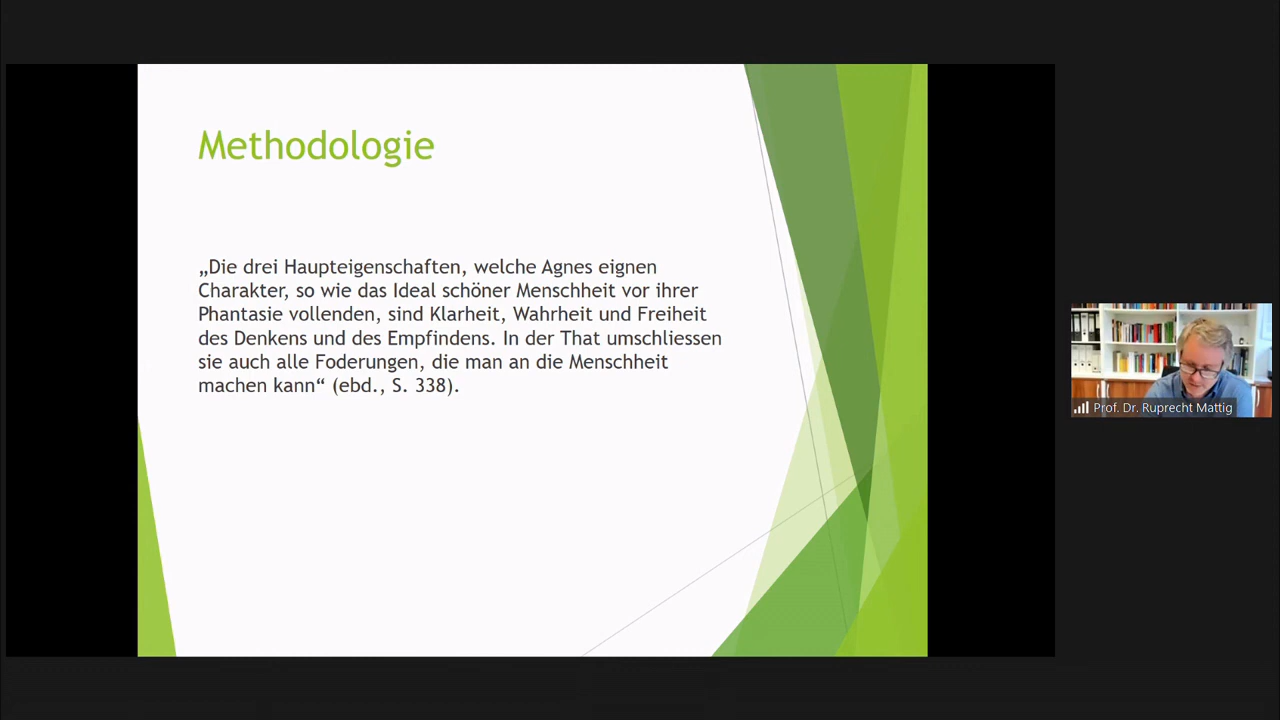 Methodologie
„Die drei Haupteigenschaften, welche Agnes eignen
Charakter, so wie das Ideal schöner Menschheit vor ihrer
Phantasie vollenden, sind Klarheit, Wahrheit und Freiheit
des Denkens und des Empfindens. In der That umschliessen
sie auch alle Foderungen, die man an die Menschheit
machen kann“ (ebd., S. 338).
Prof. Dr. Ruprecht Mattig